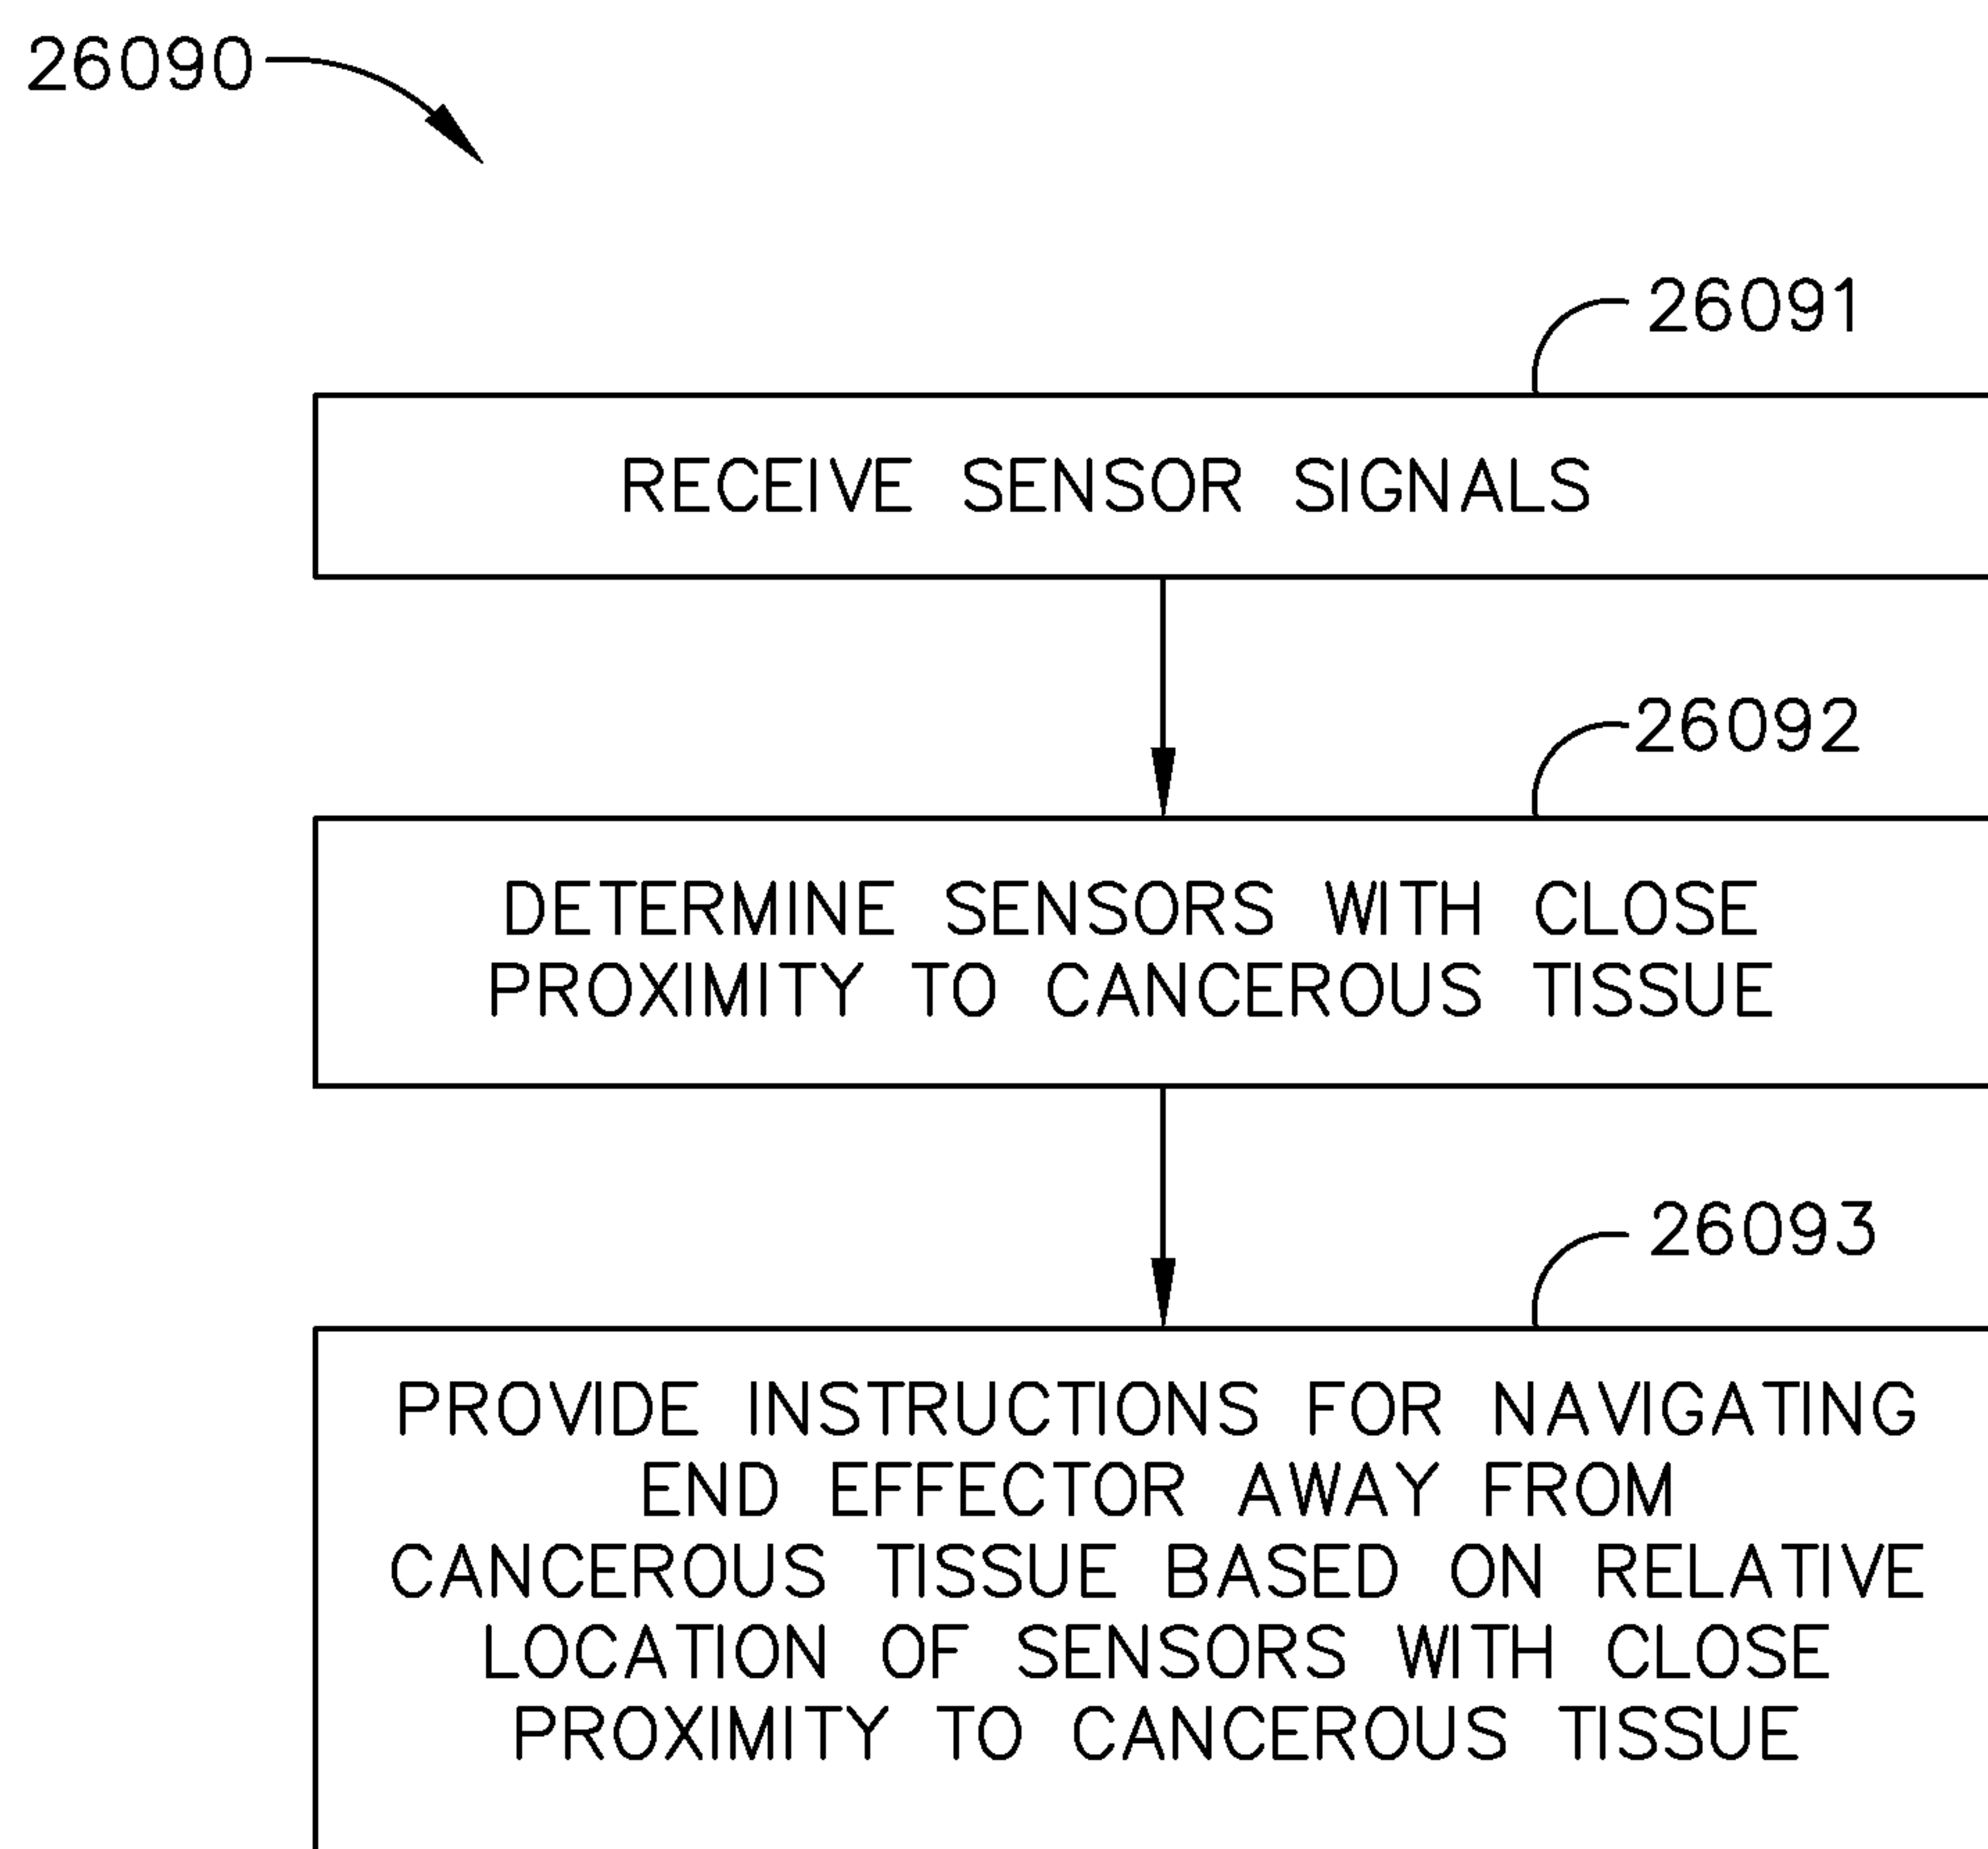 26090
26091
RECEIVE SENSOR SIGNALS
26092
DETERMINE SENSORS WITH CLOSE
PROXIMITY TO CANCEROUS TISSUE
26093
PROVIDE INSTRUCTIONS FOR NAVIGATING
END EFFECTOR AWAY FROM
CANCEROUS TISSUE BASED ON RELATIVE
LOCATION OF SENSORS WITH CLOSE
PROXIMITY TO CANCEROUS TISSUE